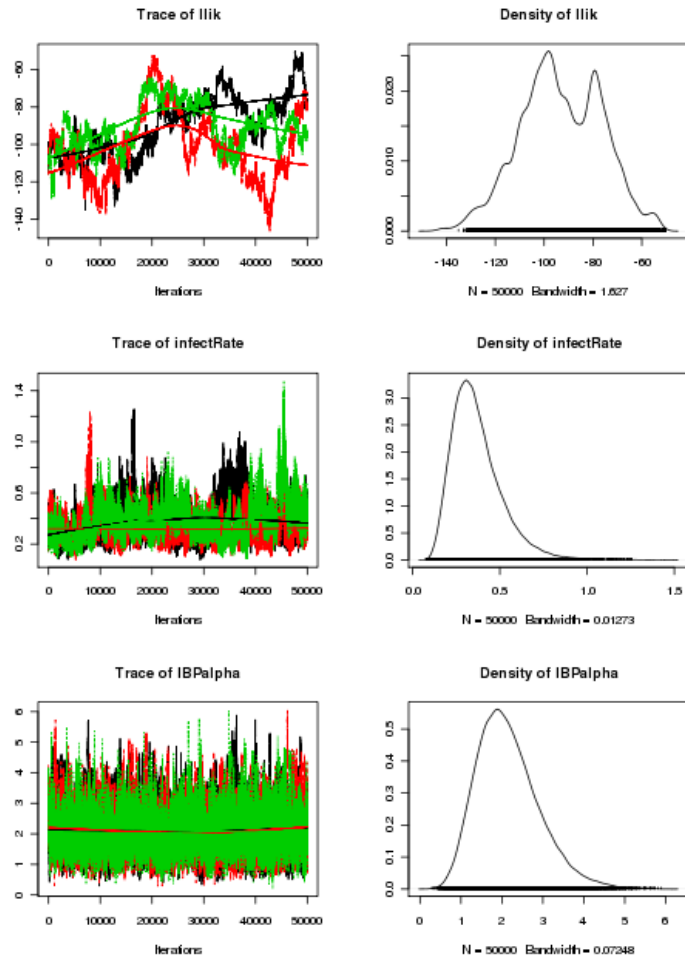 Trace of llik
Density of llik
-60
-80
-100
-120
-140
0 10000 20000 30000 40000 50000
Iterations
0.020
0.010
0.000
-140 -120 -100 -80 -60
N = 50000 Bandwidth = 1.627
Trace of infectRate
Density of infectRate
1.4
1.0
0.6
0.2
0 10000 20000 30000 40000 50000
Iterations
3.0
2.0
1.0
0.0
0.0 0.5 1.0 1.5
N = 50000 Bandwidth = 0.01273
Trace of IBPalpha
Density of IBPalpha
6
5
4
3
2
1
0
0 10000 20000 30000 40000 50000
Iterations
0.5
0.4
0.3
0.2
0.1
0.0
0 1 2 3 4 5 6
N = 50000 Bandwidth = 0.07248